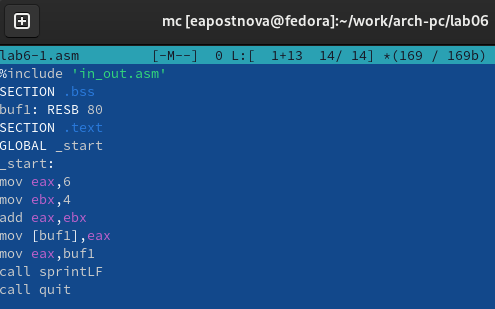 mc [eapostnova@fedora]:~/work/arch-pc/lab06
lab6-1.asm [-M--] 0 L:[ 1+13 14/ 14] *(169 / 169b)
%include 'in_out.asm'
SECTION .bss
buf1: RESB 80
SECTION .text
GLOBAL _start
_start:
mov eax,6
mov ebx,4
add eax,ebx
mov [buf1],eax
mov eax,buf1
call sprintLF
call quit